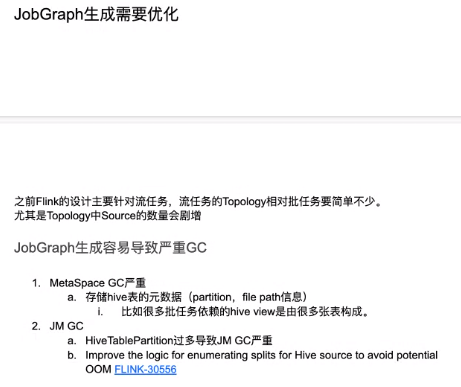 JobGraph生成需要优化
之前Flink的设计主要针对流任务，流任务的Topology相对批任务要简单不少。
尤其是Topology中Source的数量会剧增
JobGraph生成容易导致严重GC
1. MetaSpace GC严重
a. 存储hive表的元数据（partition，file path信息）
i. 比如很多批任务依赖的hive view是由很多张表构成。
2. JM GC
a. HiveTablePartition过多导致JM GC严重
b. Improve the logic for enumerating splits for Hive source to avoid potential
OOM FLINK-30556